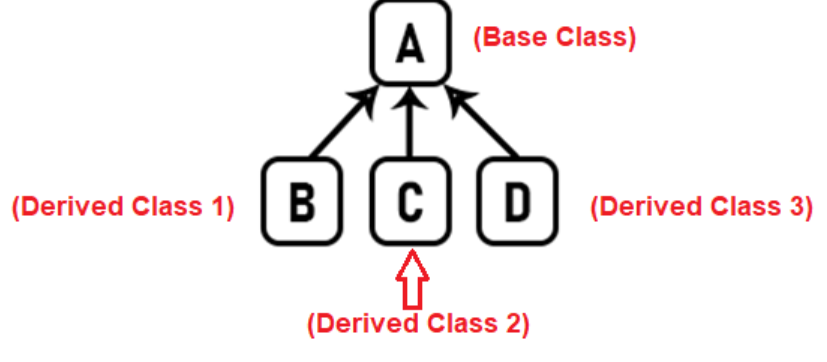 A
(Base Class)
(Derived Class 1)
B
C
D
(Derived Class 3)
(Derived Class 2)